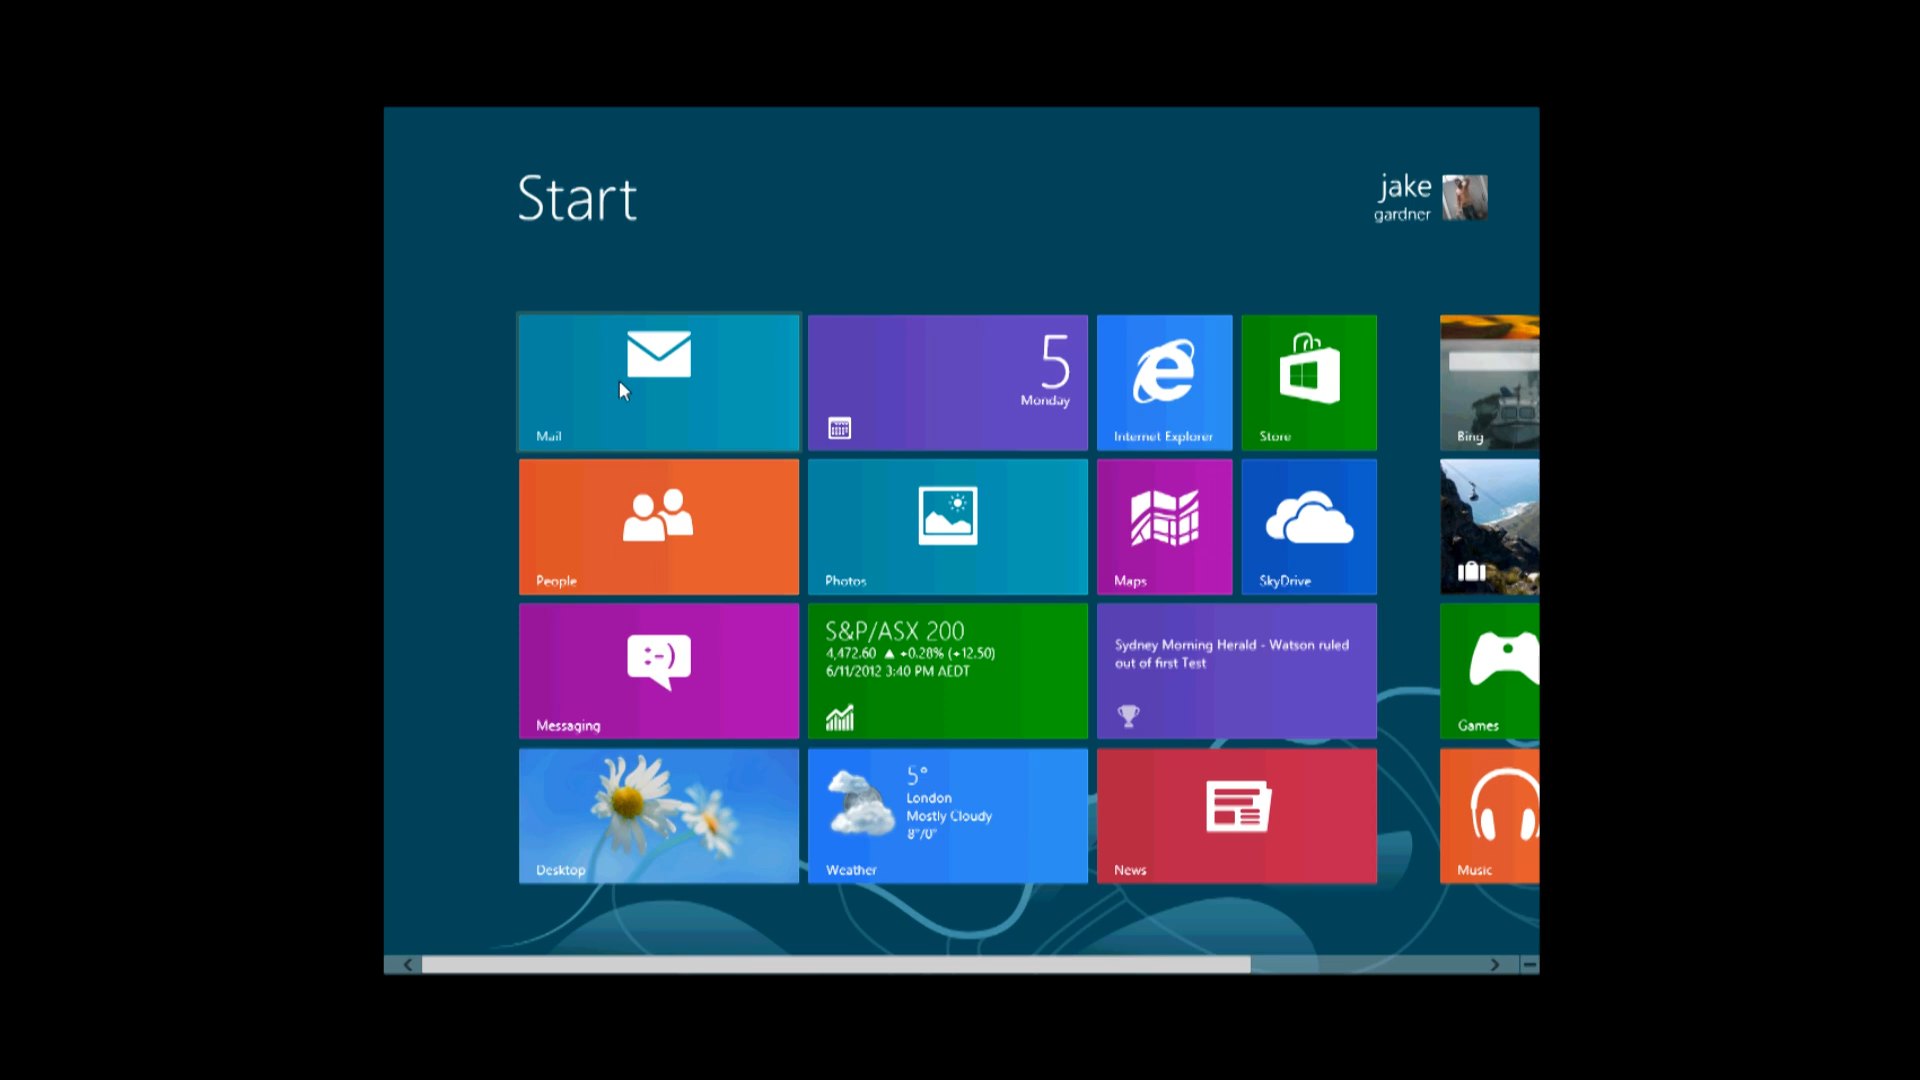 Start
jake
gardner
Mail
5
Monday
Internet Explorer
Store
Bing
People
Photos
Maps
SkyDrive
Messaging
S&P/ASX 200
4,472.60 ▲ +0.28% (+12.50)
6/11/2012 3:40 PM AEDT
Sydney Morning Herald - Watson ruled
out of first Test
Games
Desktop
5°
London
Mostly Cloudy
8°/0°
Weather
News
Music